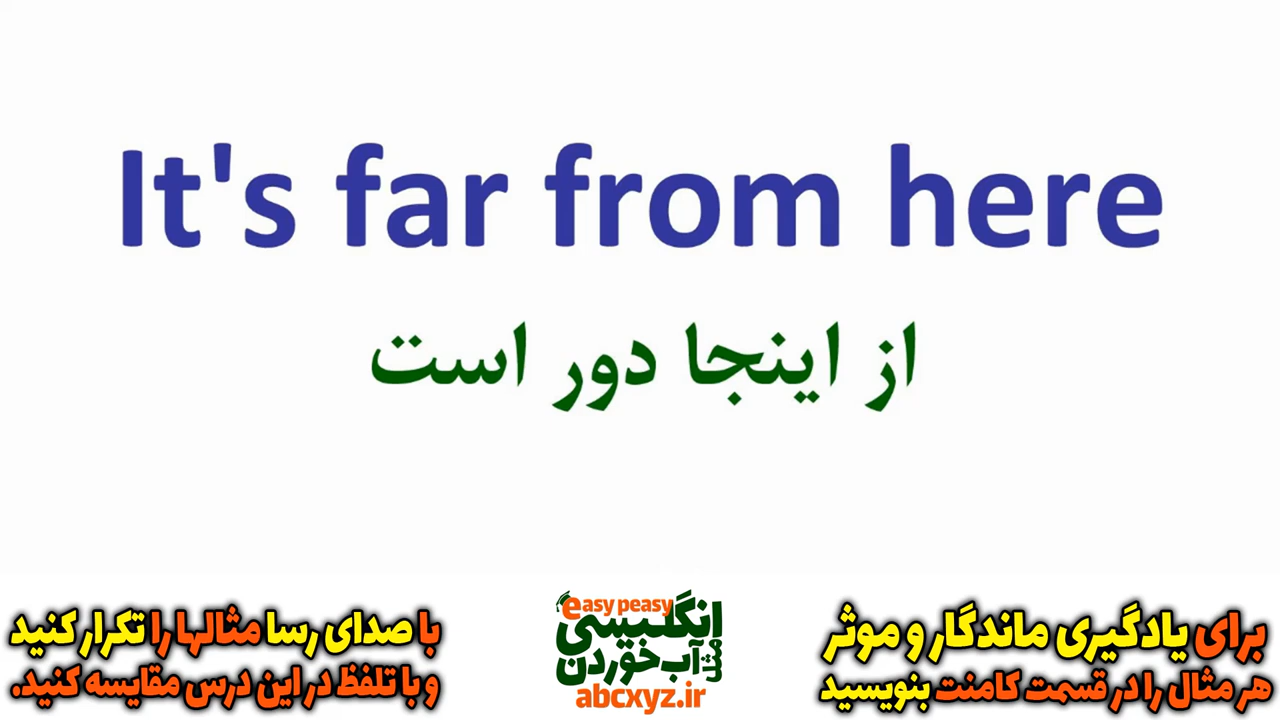 It's far from here
از اینجا دور است
برای یادگیری ماندگار و موثر
هر مثال را در قسمت کامنت بنویسید
easy peasy
انگلیسی
مثل
آب خوردن
abcxyz.ir
با صدای رسا مثالها را تکرار کنید
و با تلفظ در این درس مقایسه کنید.